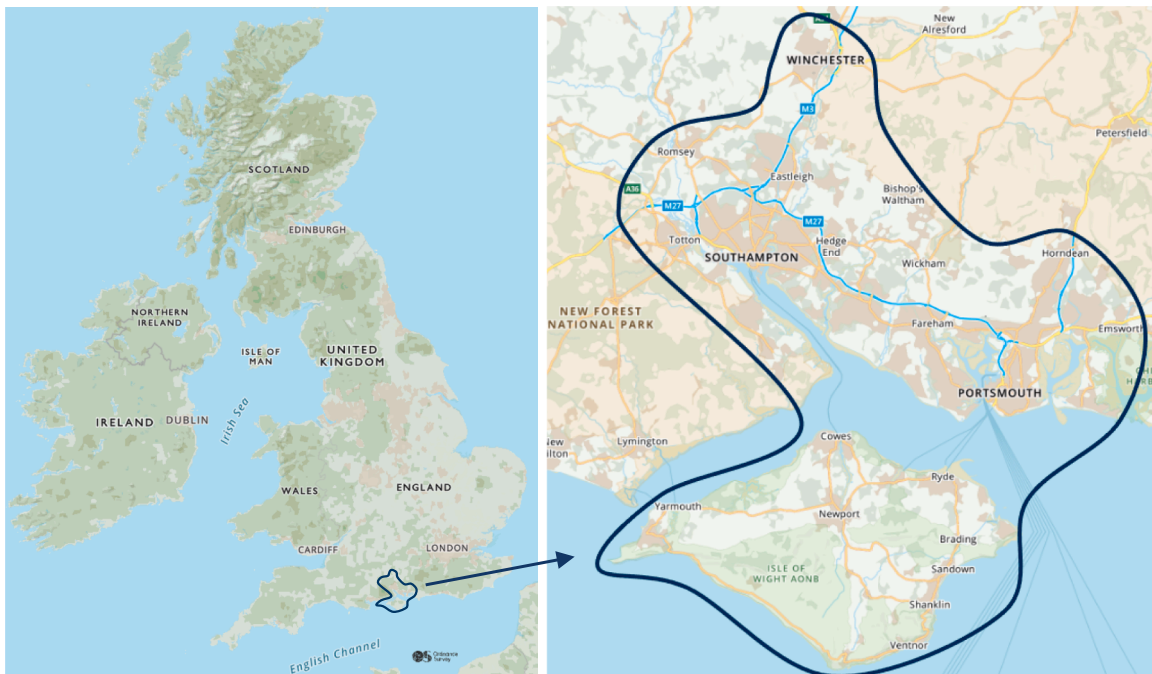 SCOTLAND
EDINBURGH
NORTHERN
IRELAND
ISLE OF
MAN
UNITED
KINGDOM
IRELAND
DUBLIN
Irish Sea
WALES
ENGLAND
CARDIFF
LONDON
English Channel
OS Ordnance
Survey
New
Alresford
WINCHESTER
M3
Petersfield
Romsey
Eastleigh
A36
Bishop's
Waltham
M27
M27
Totton
Hedge
End
SOUTHAMPTON
Wickham
Horndean
NEW FOREST
NATIONAL PARK
Fareham
Emsworth
PORTSMOUTH
Cowes
Lymington
Ryde
Yarmouth
Newport
Brading
ISLE OF
WIGHT AONB
Sandown
Shanklin
Ventnor